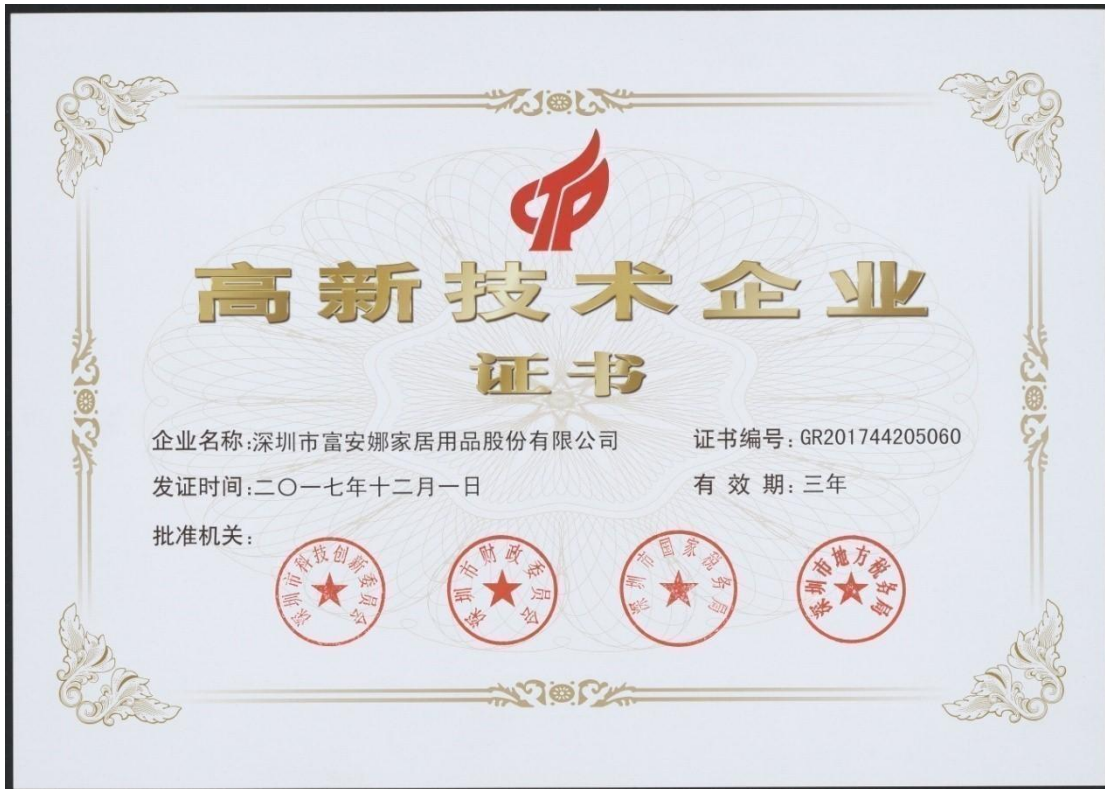 高新技术企业
证书
企业名称:深圳市富安娜家居用品股份有限公司 证书编号:GR201744205060
发证时间:二〇一七年十二月一日 有效期:三年
批准机关:
深圳市科技创新委员会
深圳市财政委员会
深圳市国家税务局
深圳市地方税务局